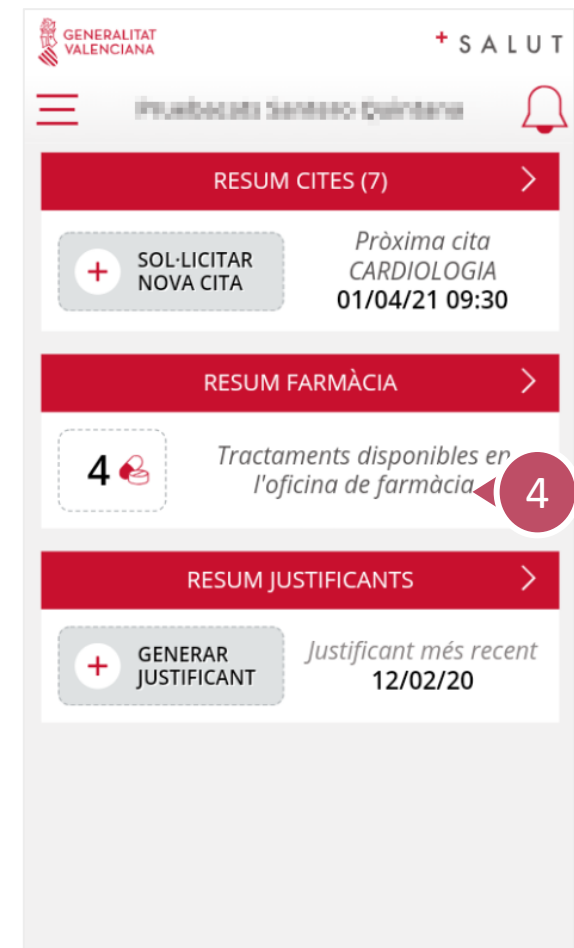 GENERALITAT
VALENCIANA
+SALUT
RESUM CITES (7)
SOL·LICITAR
NOVA CITA
Pròxima cita
CARDIOLOGIA
01/04/21 09:30
RESUM FARMÀCIA
4
Tractaments disponibles en
l'oficina de farmàcia
4
RESUM JUSTIFICANTS
GENERAR
JUSTIFICANT
Justificant més recent
12/02/20